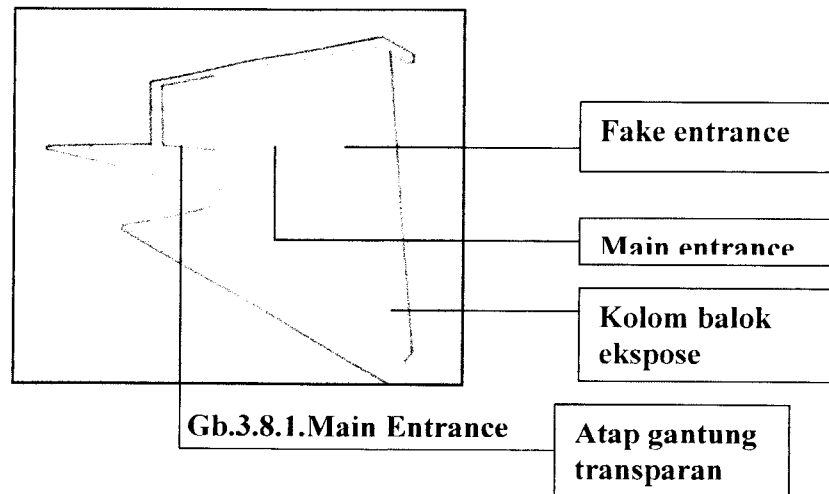 Fake entrance
Main entrance
Kolom balok
ekspose
Gb.3.8.1.Main Entrance
Atap gantung
transparan